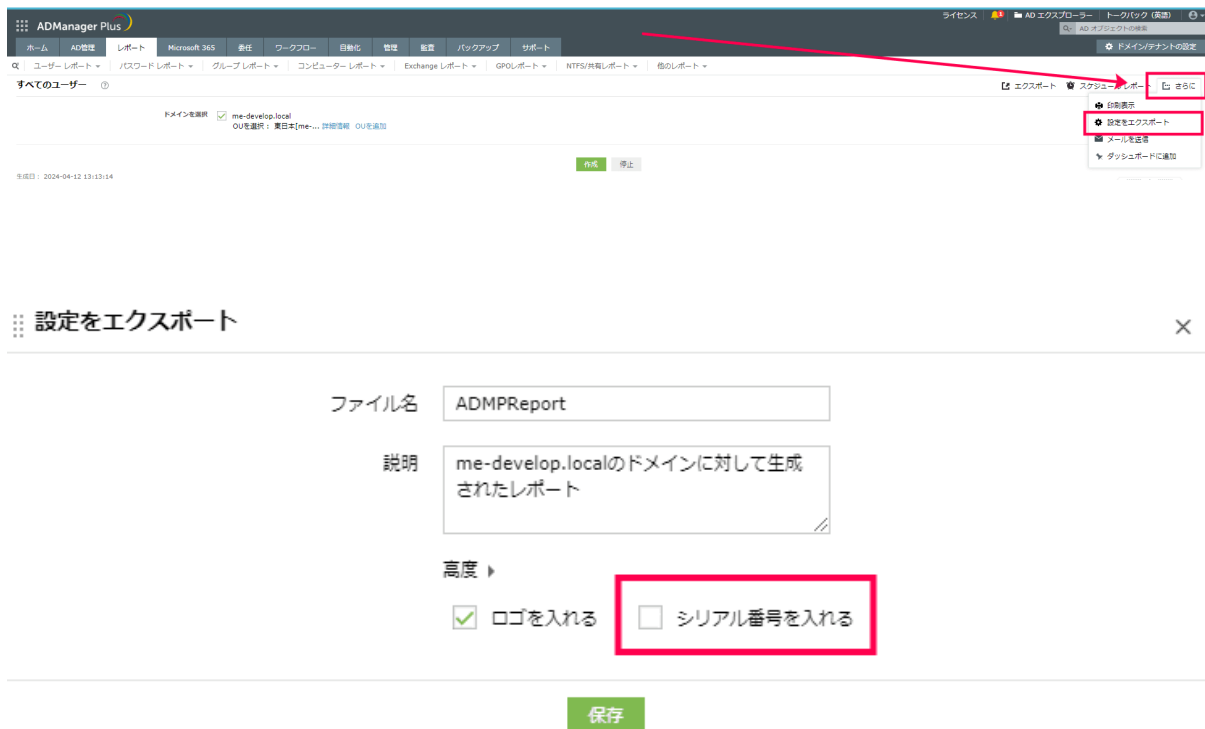 ライセンス AD エクスプローラー トークバック (英語)
ADManager Plus
AD オブジェクトの検索
ホーム AD管理 レポート Microsoft 365 委任 ワークフロー 自動化 管理 監査 バックアップ サポート ドメイン/テナントの設定
ユーザー レポート パスワード レポート グループ レポート コンピューター レポート Exchange レポート GPOレポート NTFS/共有レポート 他のレポート
すべてのユーザー エクスポート スケジュール レポート さらに
印刷表示
ドメインを選択 me-develop.local
設定をエクスポート
OUを選択 : 東日本[me-... 詳細情報 OUを追加
メールを送信
ダッシュボードに追加
作成 停止
生成日 : 2024-04-12 13:13:14
設定をエクスポート
ファイル名 ADMPReport
説明 me-develop.localのドメインに対して生成
されたレポート
高度
ロゴを入れる シリアル番号を入れる
保存